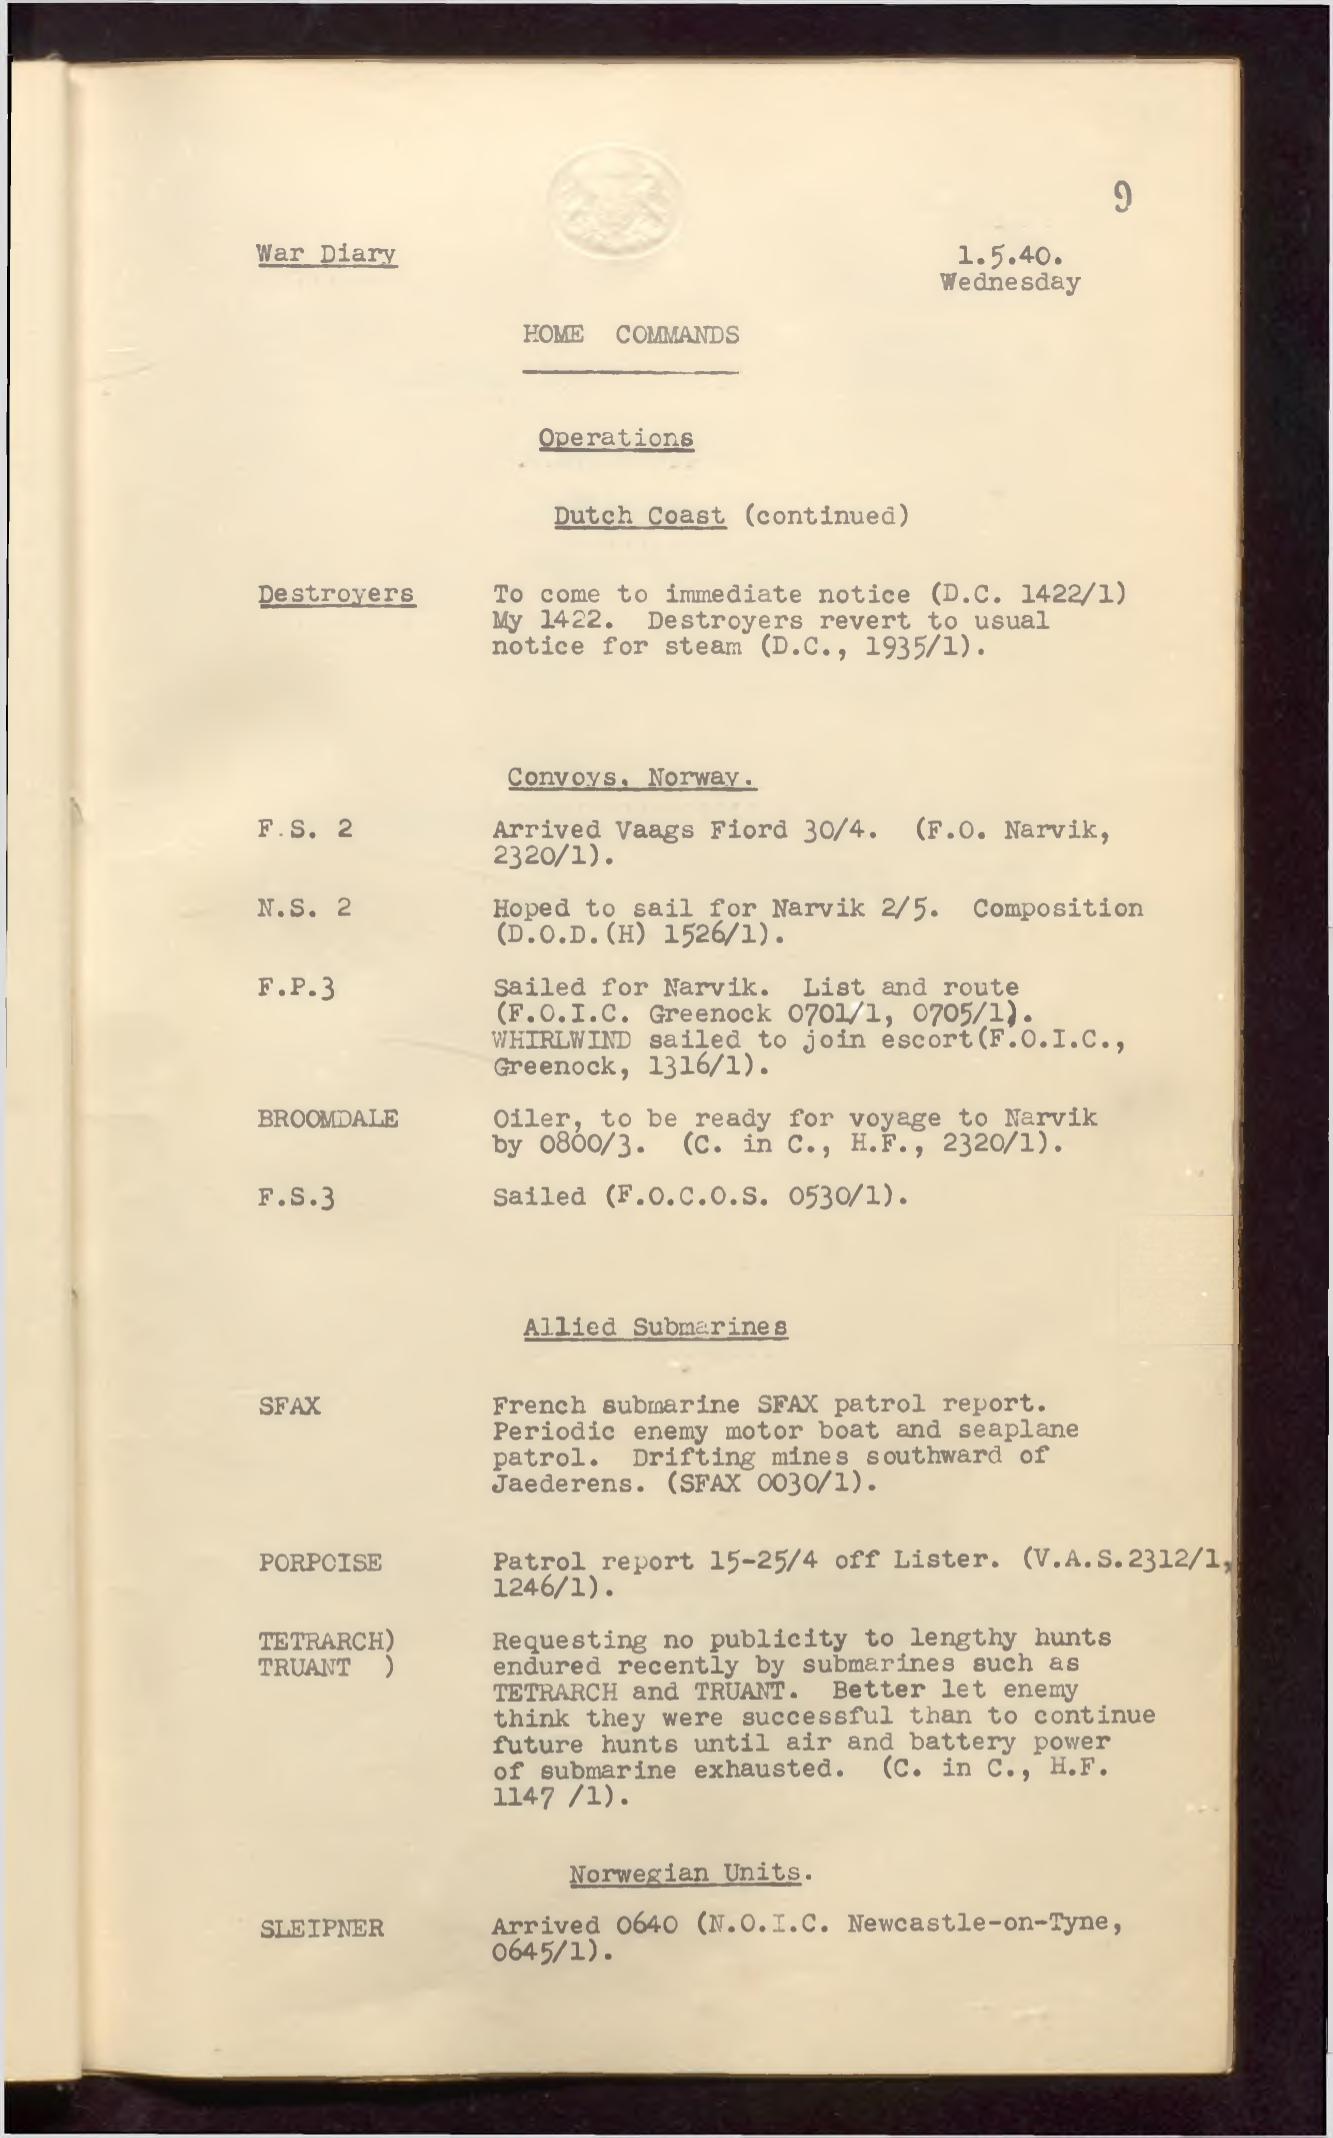 9
War Diary
1.5.40.
Wednesday
HOME COMMANDS
Operations
Dutch Coast (continued)
Destroyers To come to immediate notice (D.C. 1422/1)
My 1422. Destroyers revert to usual
notice for steam (D.C., 1935/1).
Convoys, Norway.
F.S. 2 Arrived Vaags Fiord 30/4. (F.O. Narvik,
2320/1).
N.S. 2 Hoped to sail for Narvik 2/5. Composition
(D.O.D.(H) 1526/1).
F.P.3 Sailed for Narvik. List and route
(F.O.I.C. Greenock 0701/1, 0705/1).
WHIRLWIND sailed to join escort(F.O.I.C.,
Greenock, 1316/1).
BROOMDALE Oiler, to be ready for voyage to Narvik
by 0800/3. (C. in C., H.F., 2320/1).
F.S.3 Sailed (F.O.C.O.S. 0530/1).
Allied Submarines
SFAX French submarine SFAX patrol report.
Periodic enemy motor boat and seaplane
patrol. Drifting mines southward of
Jaederens. (SFAX 0030/1).
PORPOISE Patrol report 15-25/4 off Lister. (V.A.S.2312/1,
1246/1).
TETRARCH) Requesting no publicity to lengthy hunts
TRUANT ) endured recently by submarines such as
TETRARCH and TRUANT. Better let enemy
think they were successful than to continue
future hunts until air and battery power
of submarine exhausted. (C. in C., H.F.
1147 /1).
Norwegian Units.
SLEIPNER Arrived 0640 (N.O.I.C. Newcastle-on-Tyne,
0645/1).